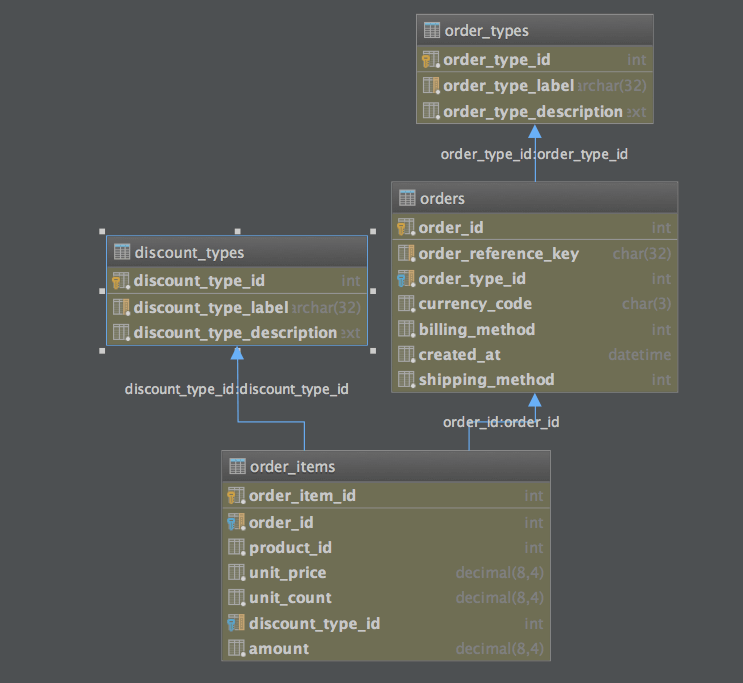 order_types
order_type_id int
order_type_label archar(32)
order_type_description ext
order_type_id:order_type_id
orders
order_id int
order_reference_key char(32)
order_type_id int
currency_code char(3)
billing_method int
created_at datetime
shipping_method int
discount_types
discount_type_id int
discount_type_label archar(32)
discount_type_description ext
discount_type_id:discount_type_id
order_id:order_id
order_items
order_item_id int
order_id int
product_id int
unit_price decimal(8,4)
unit_count decimal(8,4)
discount_type_id int
amount decimal(8,4)